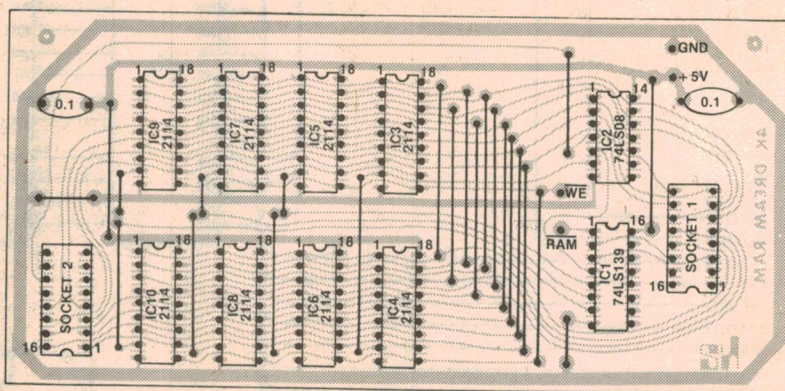 GND
+5V
0.1
0.1
1 18
IC9
2114
1 18
IC7
2114
1 18
IC5
2114
1 18
IC3
2114
1 14
IC2
74LS08
WE
RAM
4K DREAM RAM
SOCKET 1
16 1
1 16
IC1
74LS139
SOCKET 2
16 1
1 18
IC10
2114
1 18
IC8
2114
1 16
IC6
2114
1 18
IC4
2114